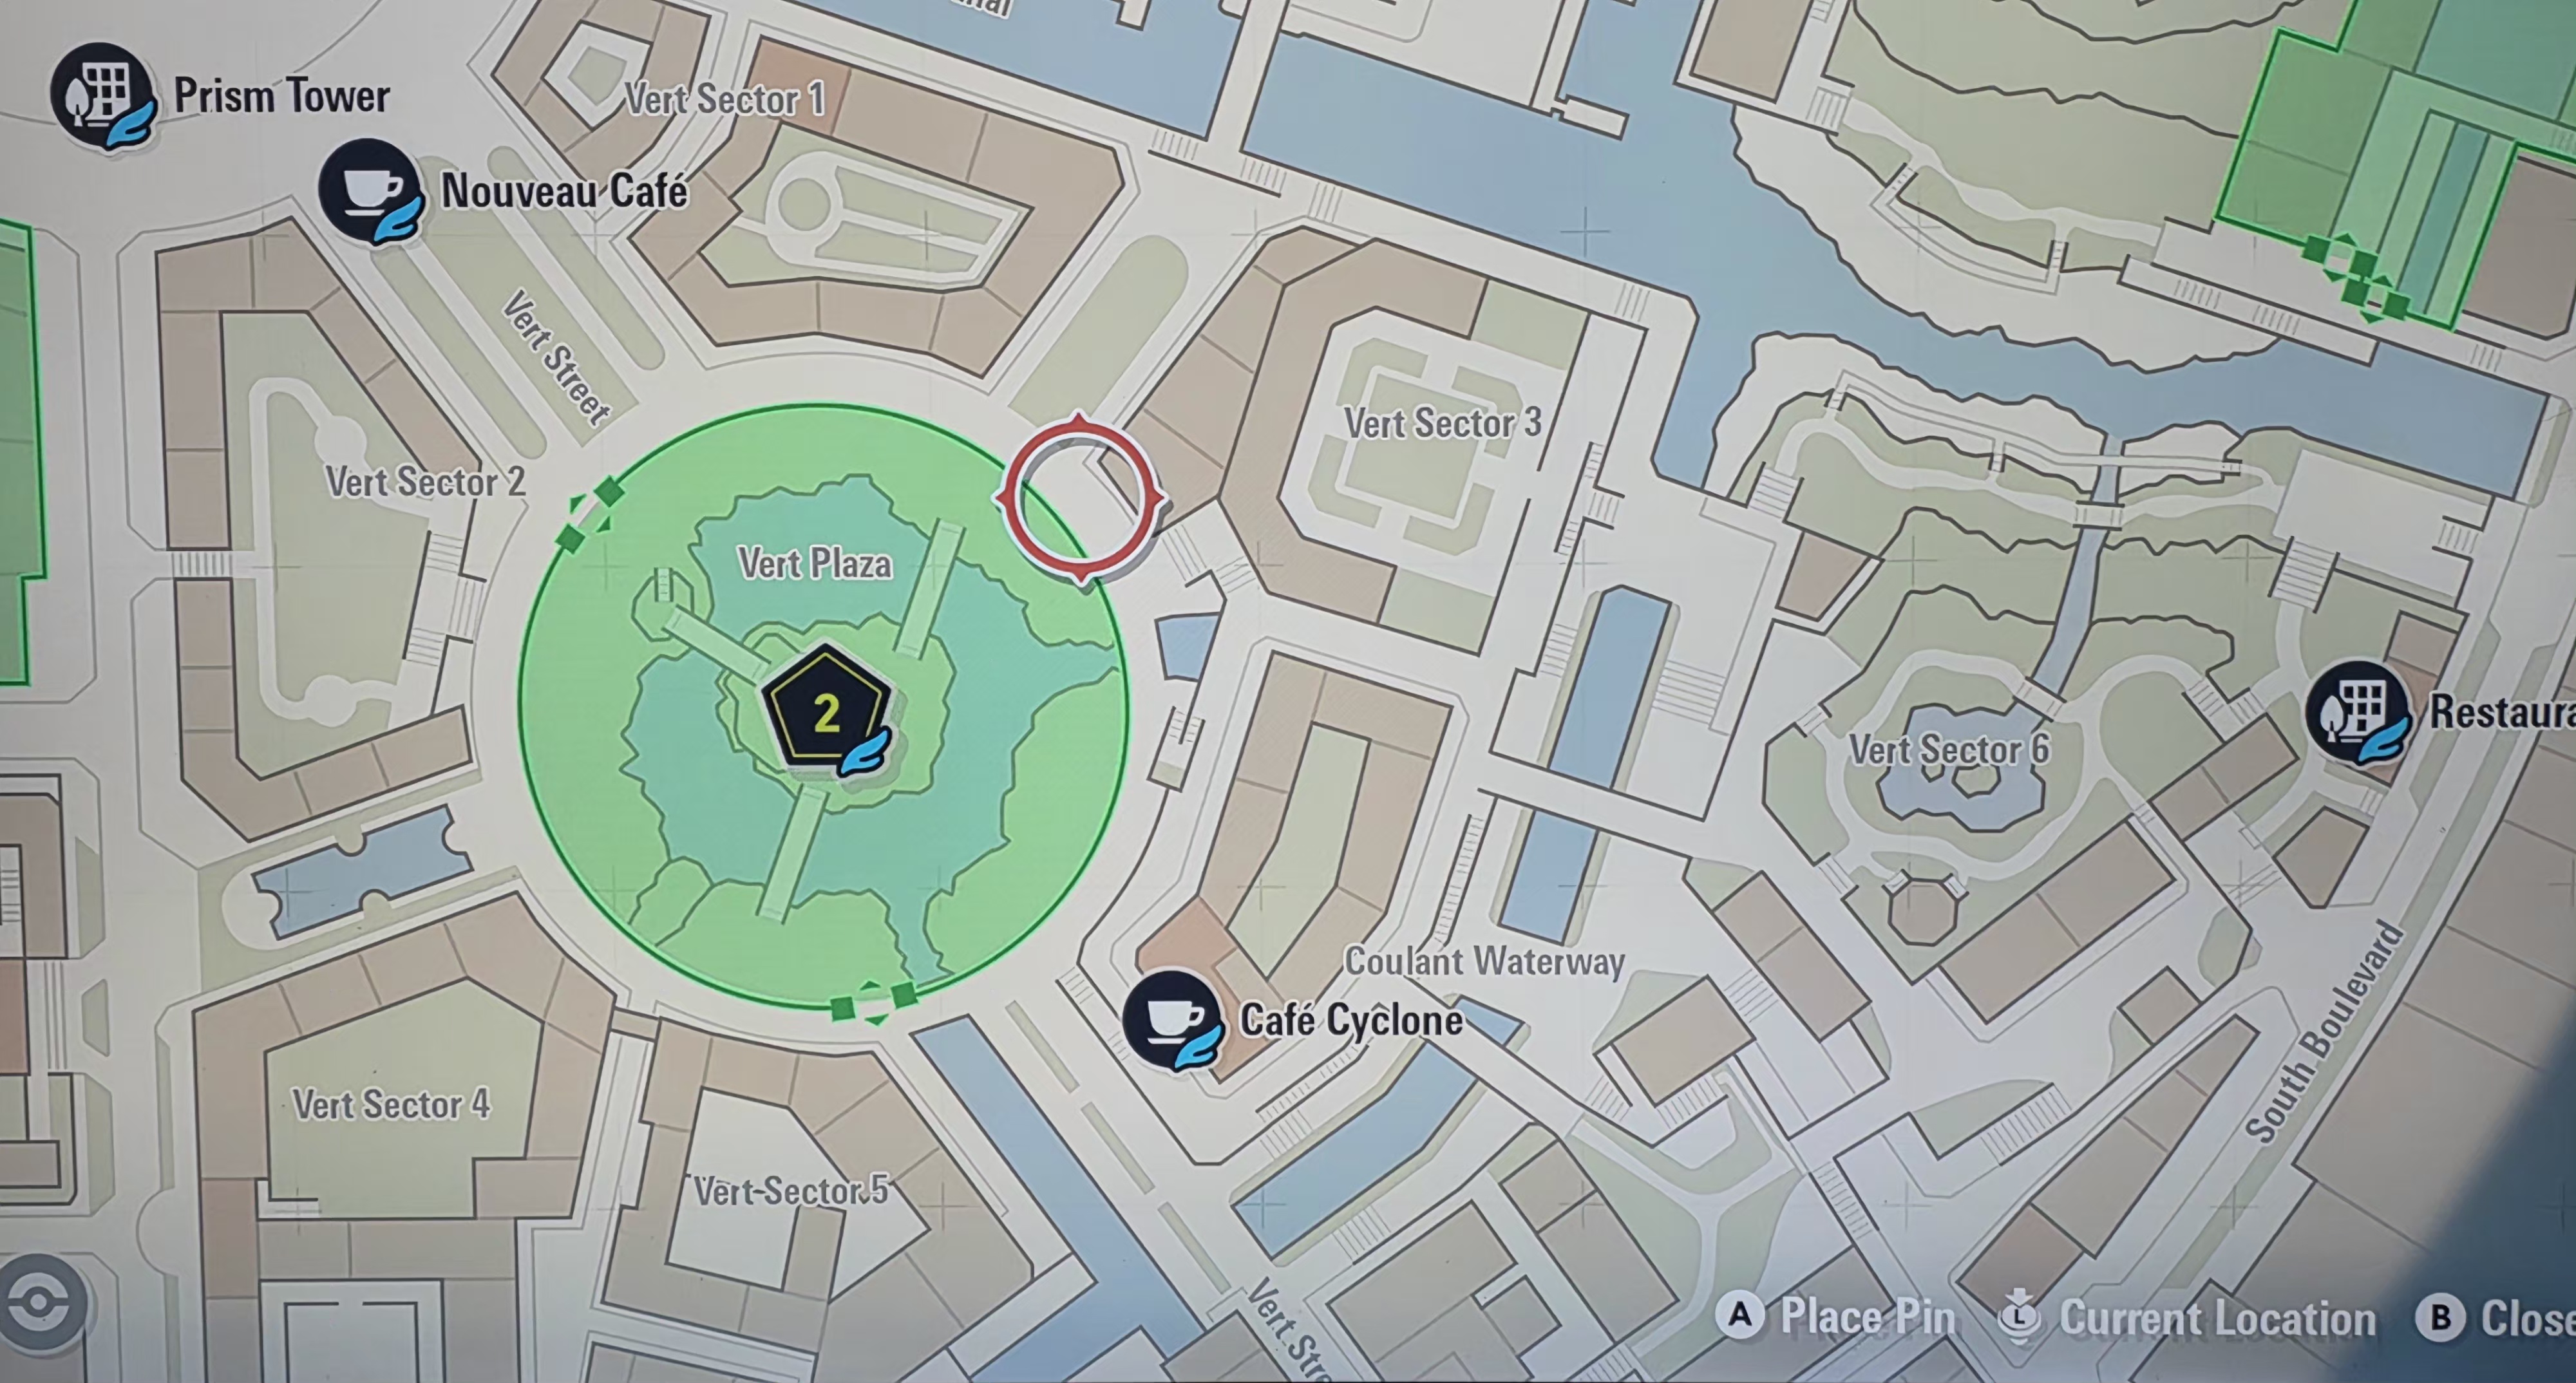 Prism Tower
Vert Sector 1
Nouveau Café
Vert Street
Vert Sector 2
Vert Sector 3
Vert Plaza
2
Vert Sector 6
Coulant Waterway
Café Cyclone
Vert Sector 4
Vert Sector 5
South Boulevard
Vert
A Place Pin
L Current Location
B